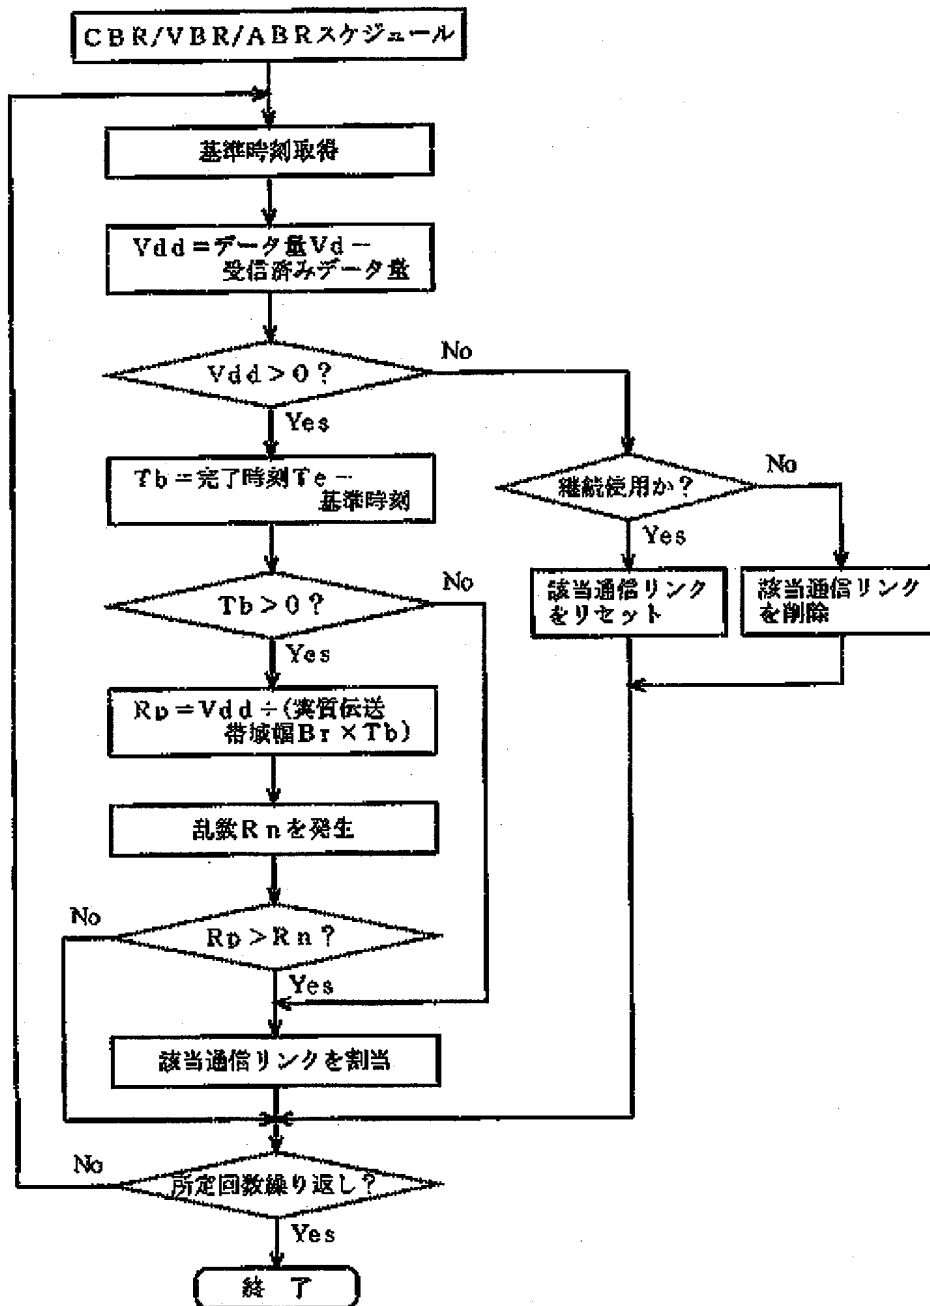 CBR/VBR/ABRスケジュール
基準時刻取得
Vdd=データ量Vd−
受信済みデータ量
Vdd>0?
No
Yes
Tb=完了時刻Te−
基準時刻
継続使用か?
No
Yes
Tb>0?
No
Yes
該当通信リンク
をリセット
該当通信リンク
を削除
Rp=Vdd÷(実質伝送
帯域幅Br×Tb)
乱数Rnを発生
Rp>Rn?
No
Yes
該当通信リンクを割当
所定回数繰り返し?
No
Yes
終 了